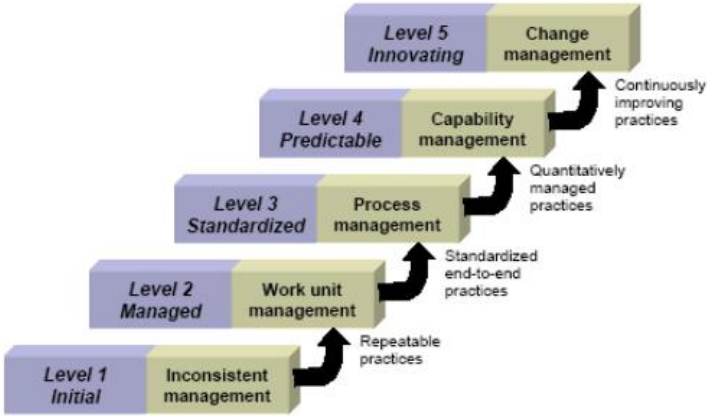 Level 5
Innovating
Change
management
Continuously
improving
practices
Level 4
Predictable
Capability
management
Quantitatively
managed
practices
Level 3
Standardized
Process
management
Standardized
end-to-end
practices
Level 2
Managed
Work unit
management
Repeatable
practices
Level 1
Initial
Inconsistent
management